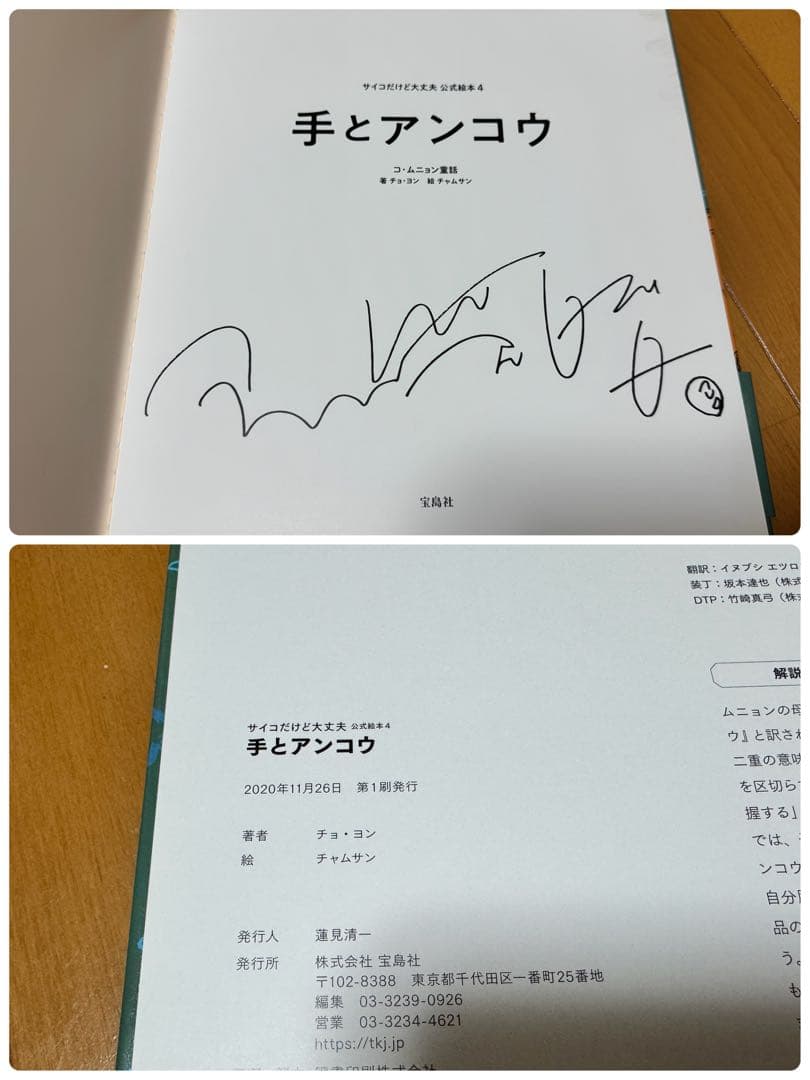 サイコだけど大丈夫 公式絵本4
手とアンコウ
コ・ムニョン童話
著 チョ・ヨン　絵 チャムサン
宝島社
翻訳：イヌブシ エツロ
装丁：坂本達也（株式
DTP：竹崎真弓（株式
解説
ムニョンの母
ウ』と訳され
二重の意味
を区切ら
握する」
では、
ンコウ
自分
品の
う。
も
サイコだけど大丈夫 公式絵本4
手とアンコウ
2020年11月26日　第1刷発行
著者　チョ・ヨン
絵　チャムサン
発行人　蓮見清一
発行所　株式会社 宝島社
〒102-8388　東京都千代田区一番町25番地
編集　03-3239-0926
営業　03-3234-4621
https://tkj.jp